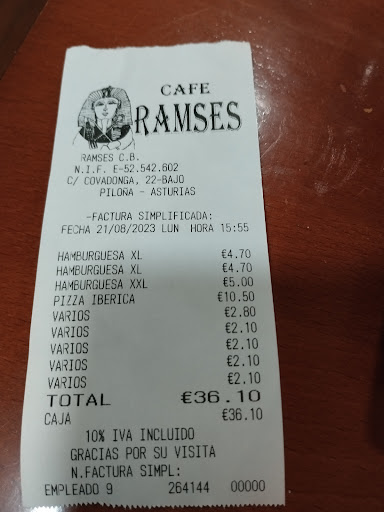 CAFE
RAMSES
RAMSES C.B.
N.I.F. E-52.542.602
C/ COVADONGA, 22-BAJO
PILOÑA - ASTURIAS
-FACTURA SIMPLIFICADA:
FECHA 21/08/2023 LUN HORA 15:55
HAMBURGUESA XL €4.70
HAMBURGUESA XL €4.70
HAMBURGUESA XXL €5.00
PIZZA IBERICA €10.50
VARIOS €2.80
VARIOS €2.10
VARIOS €2.10
VARIOS €2.10
VARIOS €2.10
TOTAL €36.10
CAJA €36.10
10% IVA INCLUIDO
GRACIAS POR SU VISITA
N.FACTURA SIMPL:
EMPLEADO 9 264144 00000